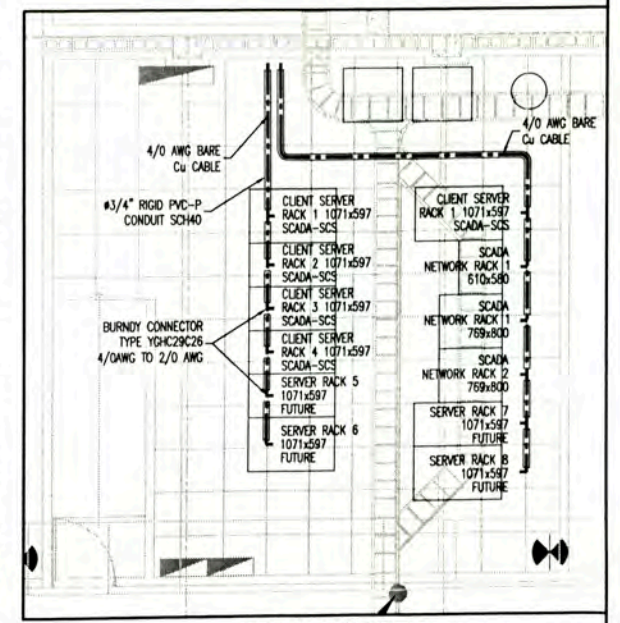 4/0 AWG BARE
Cu CABLE
ø3/4" RIGID PVC-P
CONDUIT SCH40
CLIENT SERVER
RACK 1 1071x597
SCADA-SCS
CLIENT SERVER
RACK 2 1071x597
SCADA-SCS
CLIENT SERVER
RACK 3 1071x597
SCADA-SCS
BURNDY CONNECTOR
TYPE YGHC29C26
4/0AWG TO 2/0 AWG
CLIENT SERVER
RACK 4 1071x597
SCADA-SCS
SERVER RACK 5
1071x597
FUTURE
SERVER RACK 6
1071x597
FUTURE
4/0 AWG BARE
Cu CABLE
CLIENT SERVER
RACK 1 1071x597
SCADA-SCS
SCADA
NETWORK RACK 1
610x580
SCADA
NETWORK RACK 1
769x800
SCADA
NETWORK RACK 2
769x800
SERVER RACK 7
1071x597
FUTURE
SERVER RACK 8
1071x597
FUTURE